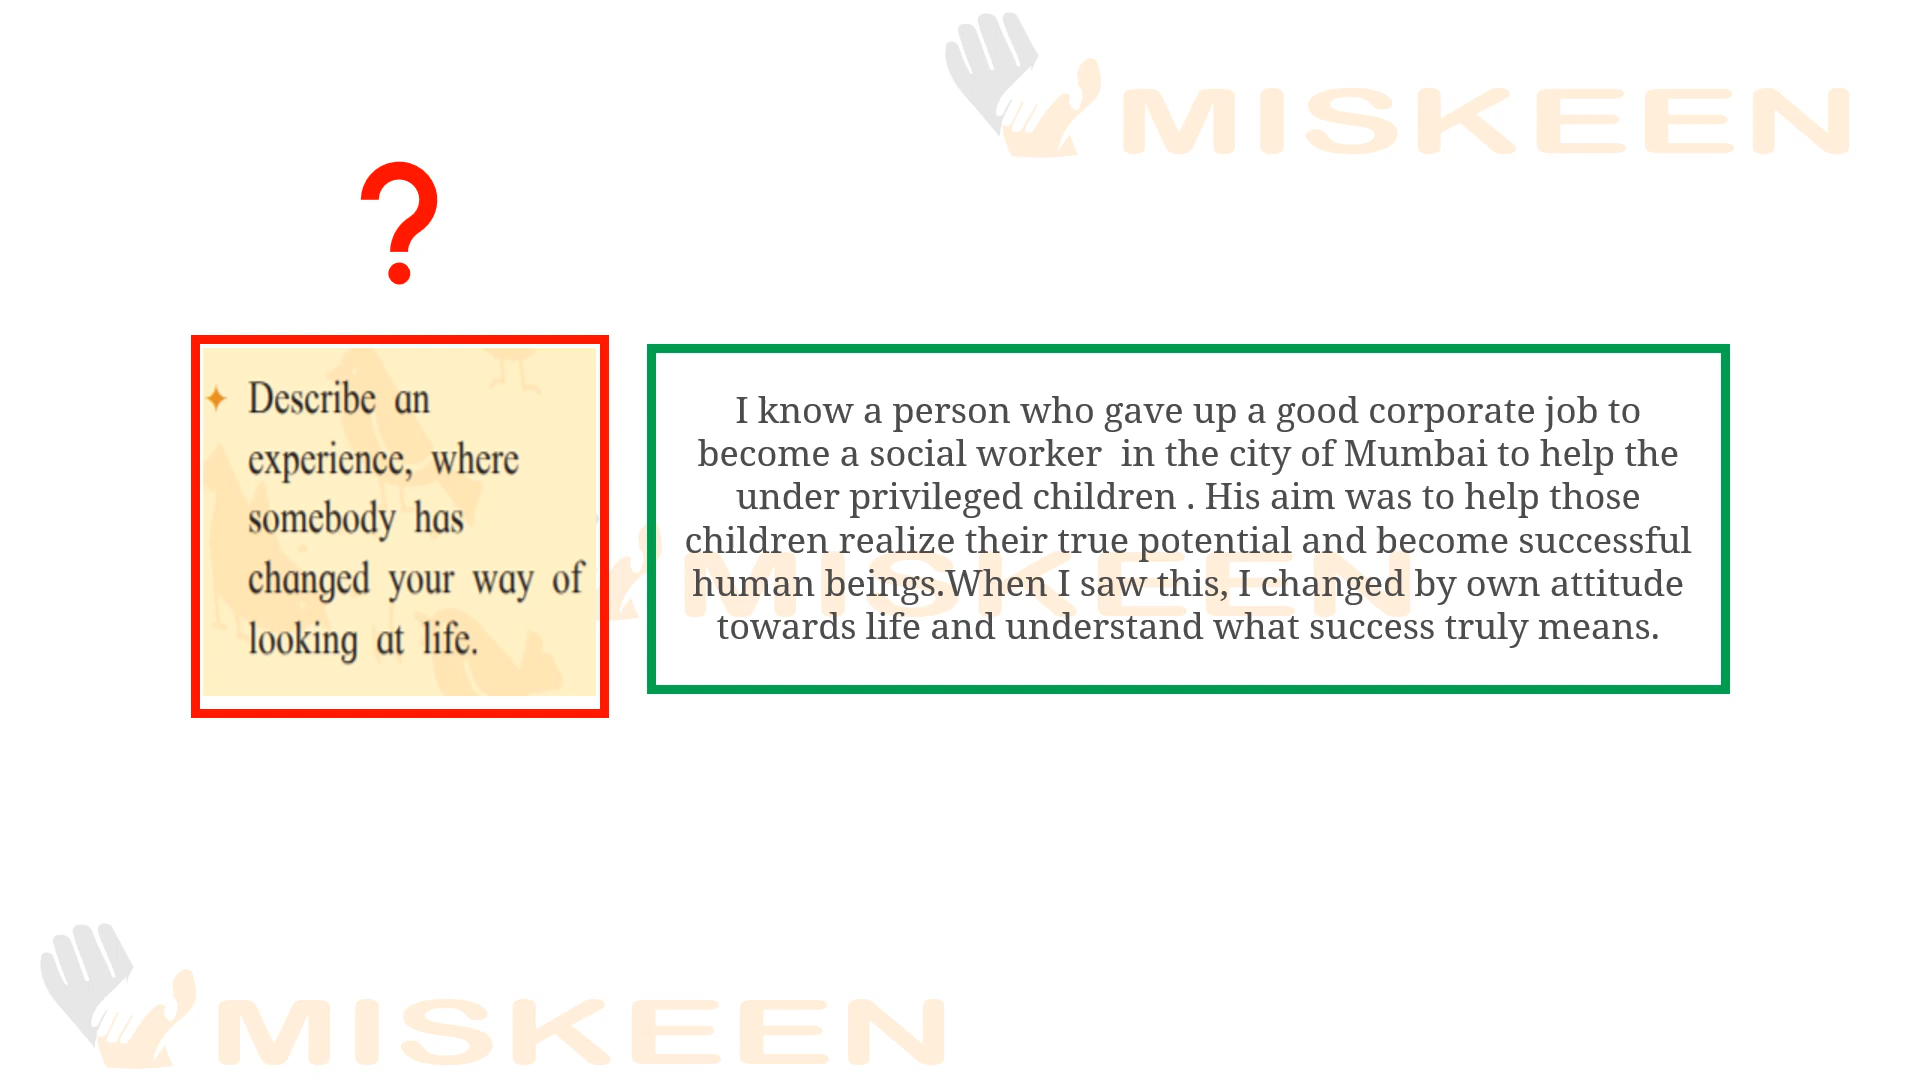 MISKEEN
?
Describe an
experience, where
somebody has
changed your way of
looking at life.
I know a person who gave up a good corporate job to
become a social worker  in the city of Mumbai to help the
under privileged children . His aim was to help those
children realize their true potential and become successful
human beings.When I saw this, I changed by own attitude
towards life and understand what success truly means.
MISKEEN
MISKEEN